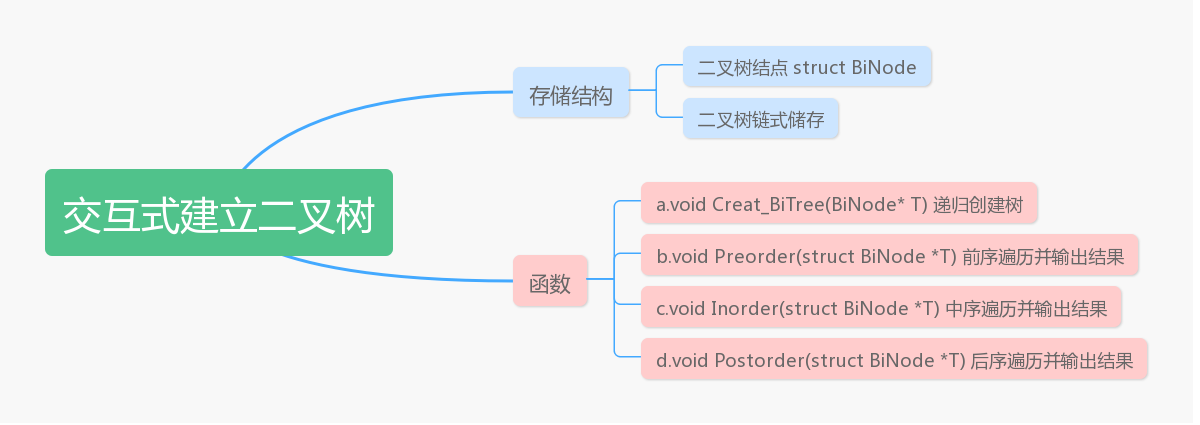 交互式建立二叉树
存储结构
二叉树结点 struct BiNode
二叉树链式储存
函数
a.void Creat_BiTree(BiNode* T) 递归创建树
b.void Preorder(struct BiNode *T) 前序遍历并输出结果
c.void Inorder(struct BiNode *T) 中序遍历并输出结果
d.void Postorder(struct BiNode *T) 后序遍历并输出结果